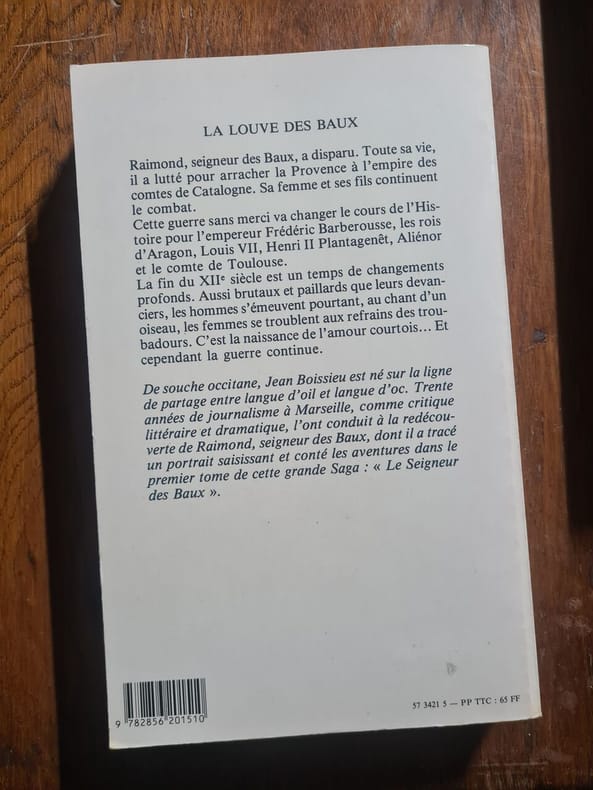 LA LOUVE DES BAUX
Raimond, seigneur des Baux, a disparu. Toute sa vie,
il a lutté pour arracher la Provence à l'empire des
comtes de Catalogne. Sa femme et ses fils continuent
le combat.
Cette guerre sans merci va changer le cours de l'His-
toire pour l'empereur Frédéric Barberousse, les rois
d'Aragon, Louis VII, Henri II Plantagenêt, Aliénor
et le comte de Toulouse.
La fin du XIIe siècle est un temps de changements
profonds. Aussi brutaux et paillards que leurs devan-
ciers, les hommes s'émeuvent pourtant, au chant d'un
oiseau, les femmes se troublent aux refrains des trou-
badours. C'est la naissance de l'amour courtois... Et
cependant la guerre continue.
De souche occitane, Jean Boissieu est né sur la ligne
de partage entre langue d'oil et langue d'oc. Trente
années de journalisme à Marseille, comme critique
littéraire et dramatique, l'ont conduit à la redécou-
verte de Raimond, seigneur des Baux, dont il a tracé
un portrait saisissant et conté les aventures dans le
premier tome de cette grande Saga : « Le Seigneur
des Baux ».
9 782856 201510
57 3421 5 — PP TTC : 65 FF